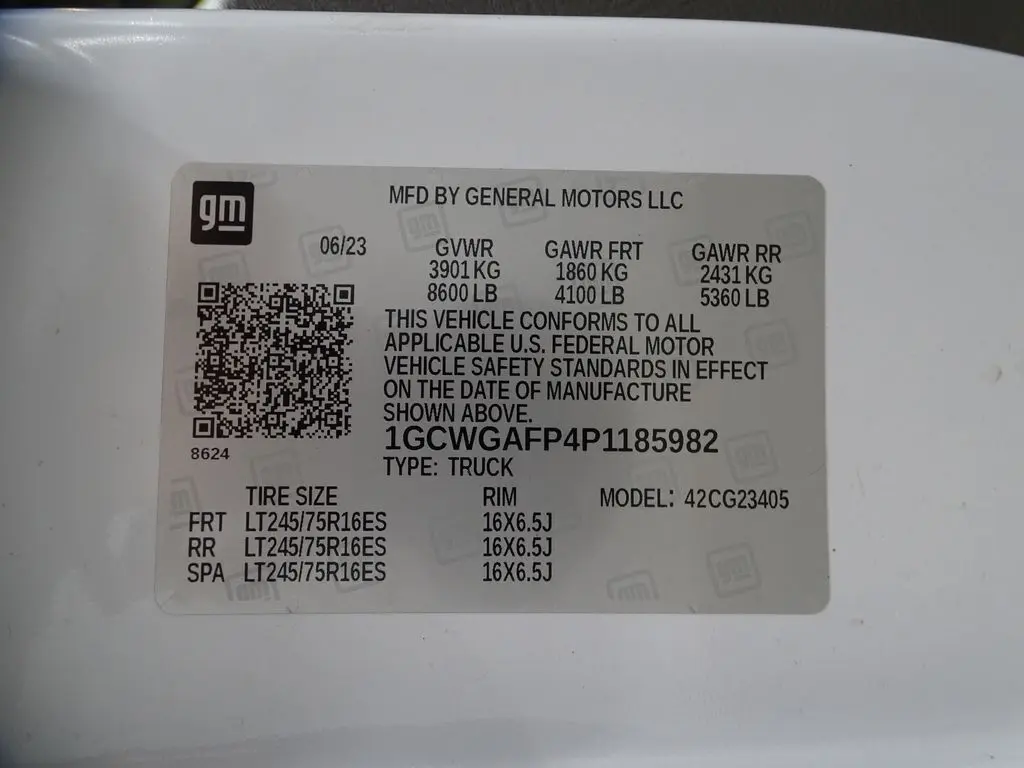 gm
MFD BY GENERAL MOTORS LLC
06/23 GVWR GAWR FRT GAWR RR
3901 KG 1860 KG 2431 KG
8600 LB 4100 LB 5360 LB
THIS VEHICLE CONFORMS TO ALL
APPLICABLE U.S. FEDERAL MOTOR
VEHICLE SAFETY STANDARDS IN EFFECT
ON THE DATE OF MANUFACTURE
SHOWN ABOVE.
8624
1GCWGAFP4P1185982
TYPE: TRUCK
TIRE SIZE RIM MODEL: 42CG23405
FRT LT245/75R16ES 16X6.5J
RR LT245/75R16ES 16X6.5J
SPA LT245/75R16ES 16X6.5J